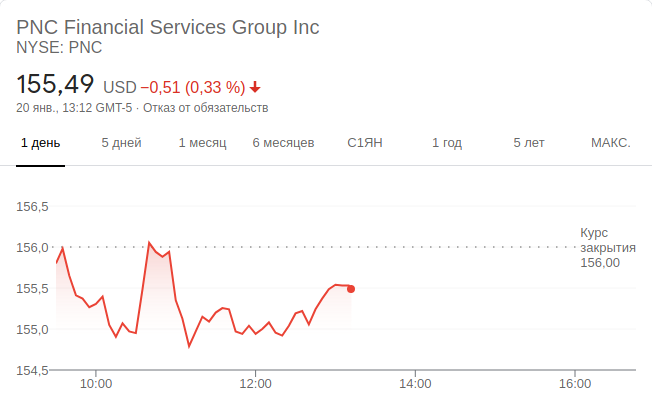 PNC Financial Services Group Inc
NYSE: PNC
155,49 USD −0,51 (0,33 %)
20 янв., 13:12 GMT-5 · Отказ от обязательств
1 день 5 дней 1 месяц 6 месяцев С1ЯН 1 год 5 лет МАКС.
156,5
Курс
156,0 закрытия
156,00
155,5
155,0
154,5
10:00 12:00 14:00 16:00